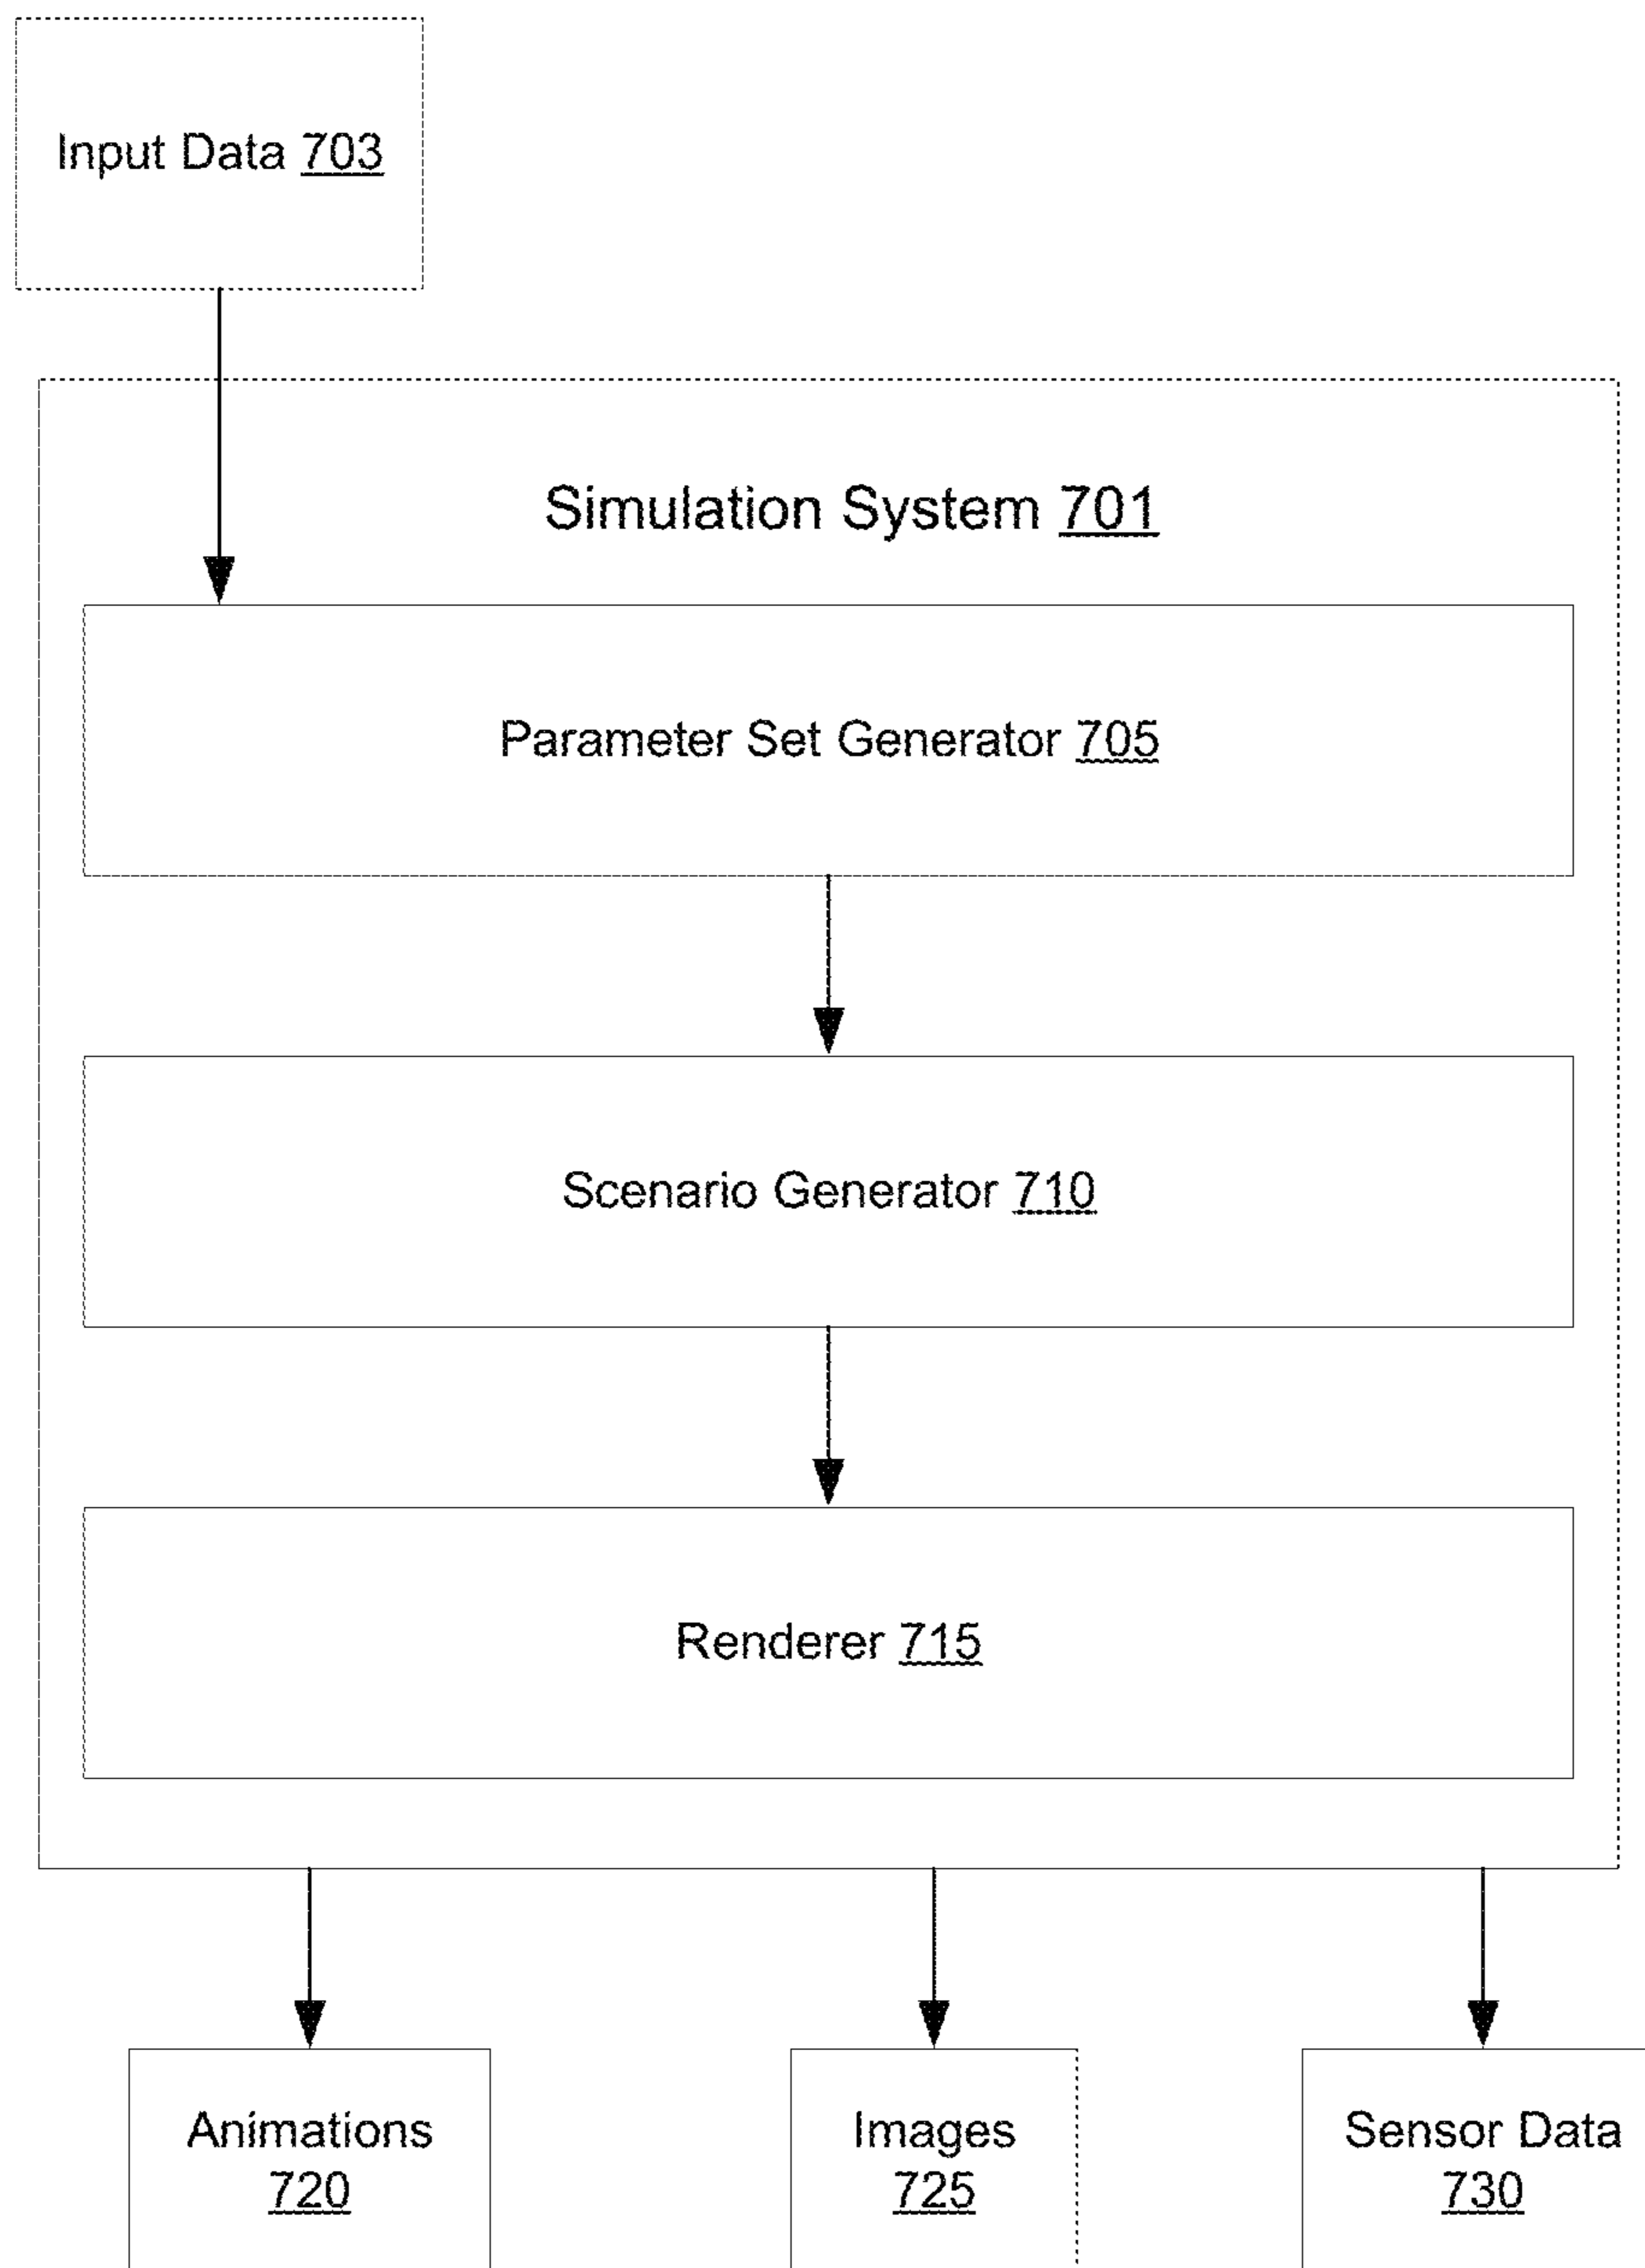 Input Data 703
Simulation System 701
Parameter Set Generator 705
Scenario Generator 710
Renderer 715
Animations
720
Images
725
Sensor Data
730